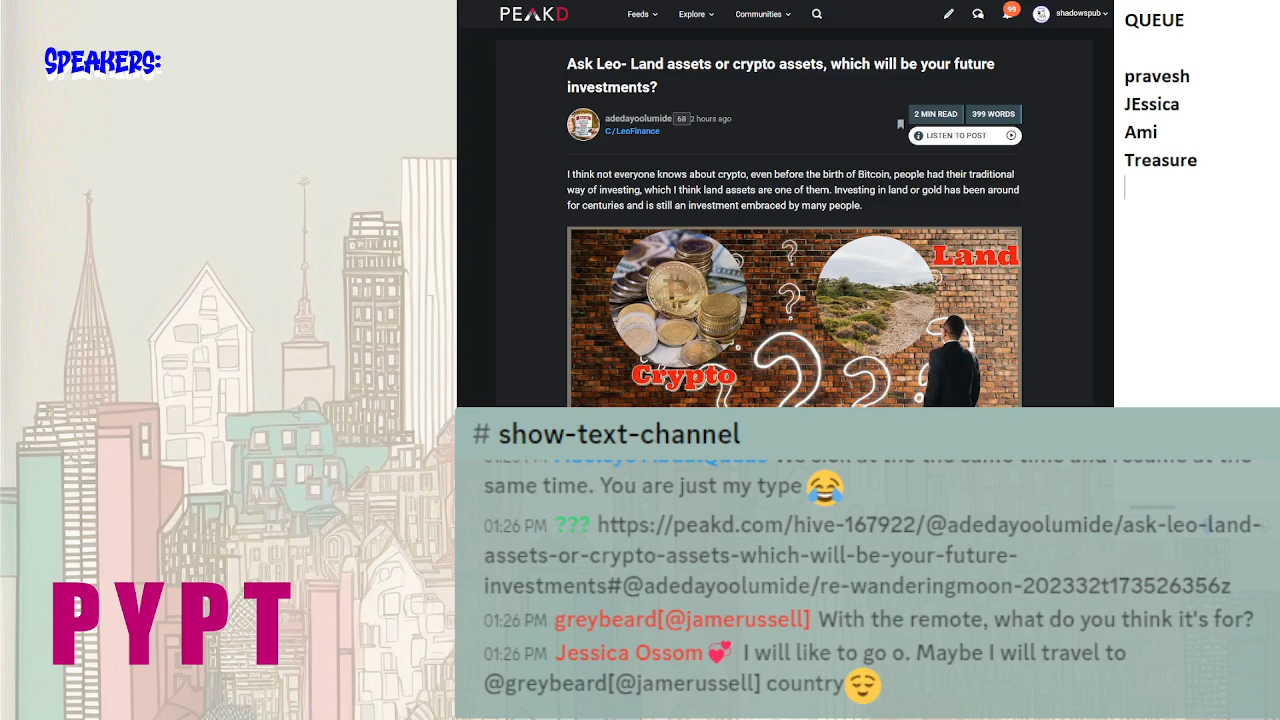 SPEAKERS:
PYPT
PEAKD
Feeds
Explore
Communities
99
shadowspub
Ask Leo- Land assets or crypto assets, which will be your future
investments?
adedayoolumide 68 2 hours ago
C / LeoFinance
2 MIN READ
399 WORDS
LISTEN TO POST
I think not everyone knows about crypto, even before the birth of Bitcoin, people had their traditional
way of investing, which I think land assets are one of them. Investing in land or gold has been around
for centuries and is still an investment embraced by many people.
Land
Crypto
QUEUE
pravesh
JEssica
Ami
Treasure
# show-text-channel
same time. You are just my type😂
01:26 PM ??? https://peakd.com/hive-167922/@adedayoolumide/ask-leo-land-
assets-or-crypto-assets-which-will-be-your-future-
investments#@adedayoolumide/re-wanderingmoon-202332t173526356z
01:26 PM greybeard[@jamerussell] With the remote, what do you think it's for?
01:26 PM Jessica Ossom💞 I will like to go o. Maybe I will travel to
@greybeard[@jamerussell] country😌